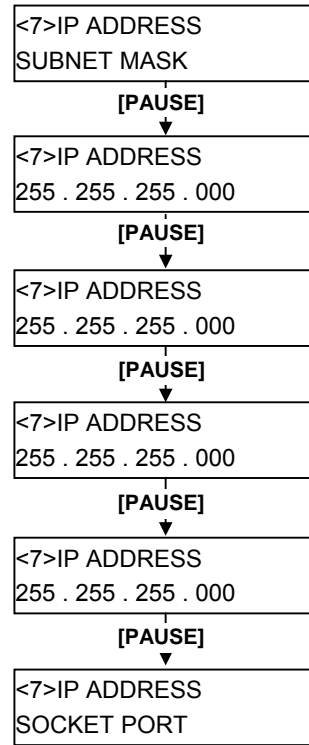 <7>IP ADDRESS
SUBNET MASK
[PAUSE]
<7>IP ADDRESS
255 . 255 . 255 . 000
[PAUSE]
<7>IP ADDRESS
255 . 255 . 255 . 000
[PAUSE]
<7>IP ADDRESS
255 . 255 . 255 . 000
[PAUSE]
<7>IP ADDRESS
255 . 255 . 255 . 000
[PAUSE]
<7>IP ADDRESS
SOCKET PORT